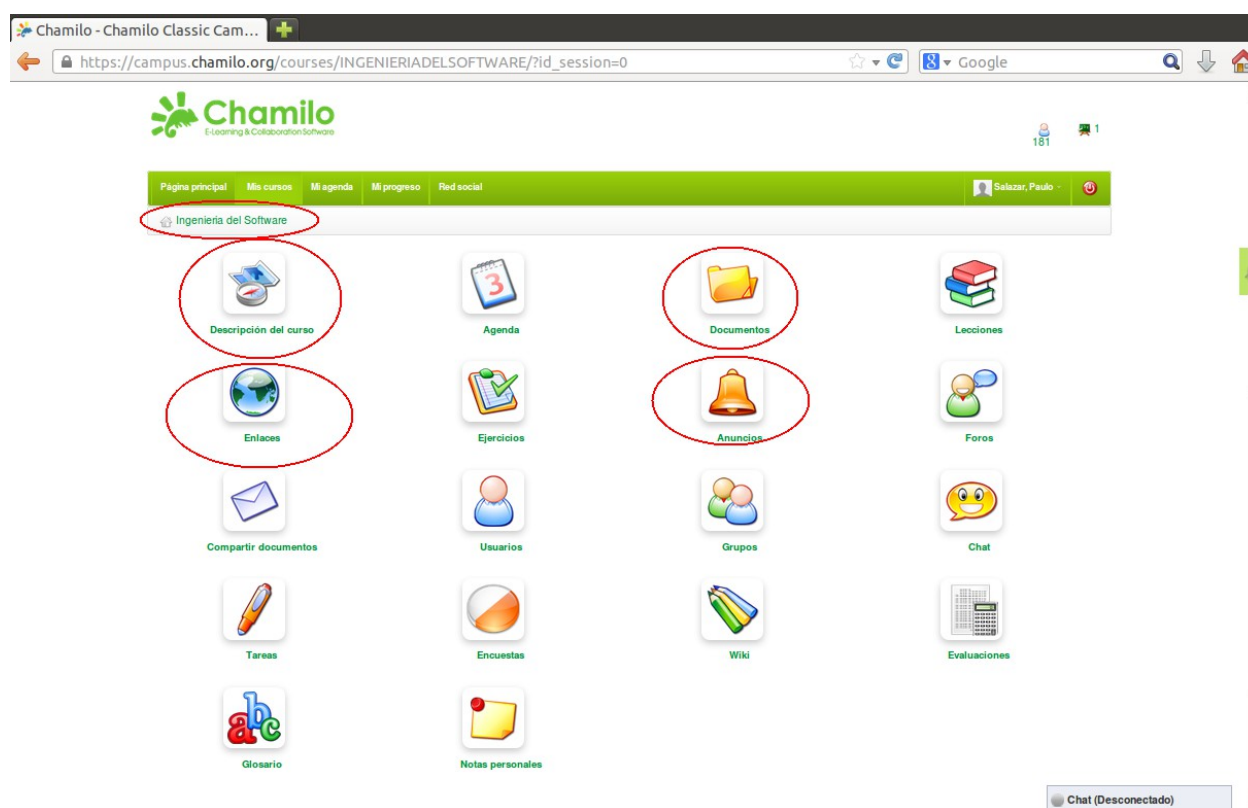 Chamilo - Chamilo Classic Cam...
https://campus.chamilo.org/courses/INGENIERIADELSOFTWARE/?id_session=0
Google
Chamilo
E-Learning & Collaboration Software
181
1
Página principal Mis cursos Mi agenda Mi progreso Red social Salazar, Paulo
Ingenieria del Software
3
Descripción del curso Agenda Documentos Lecciones
Enlaces Ejercicios Anuncios Foros
Compartir documentos Usuarios Grupos Chat
Tareas Encuestas Wiki Evaluaciones
abc
Glosario Notas personales
Chat (Desconectado)